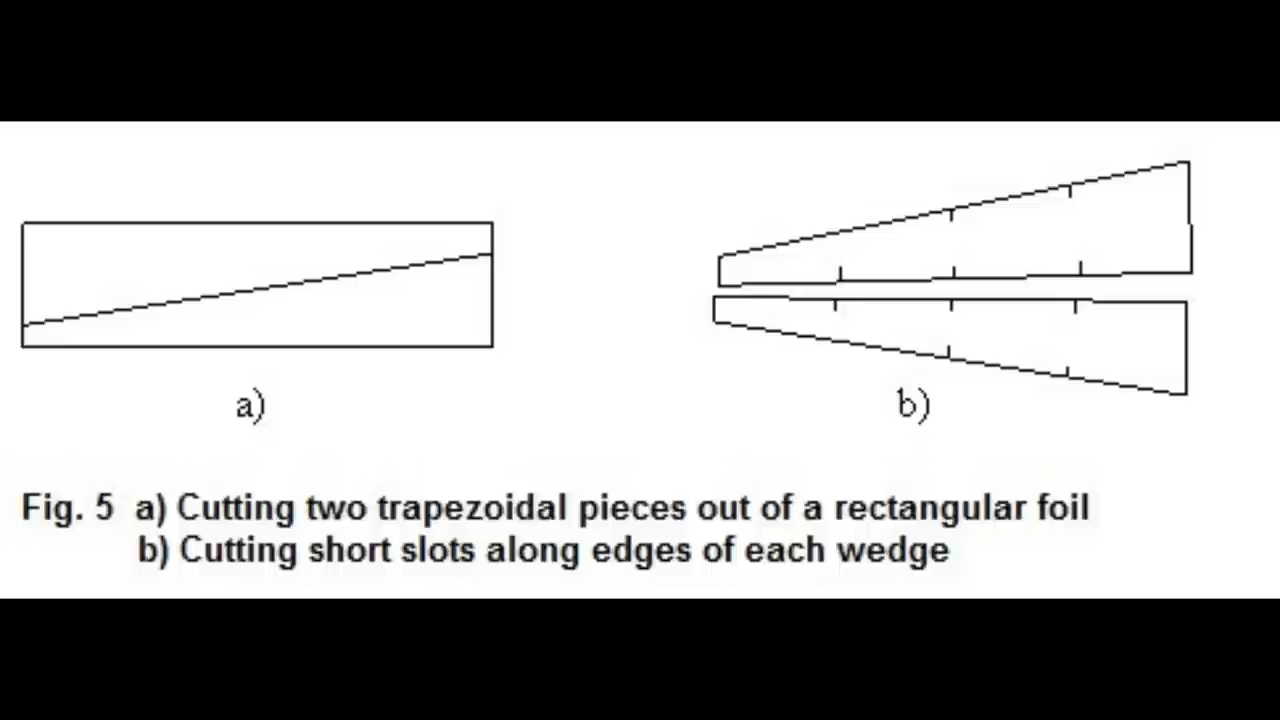 a)
b)
Fig. 5 a) Cutting two trapezoidal pieces out of a rectangular foil
b) Cutting short slots along edges of each wedge